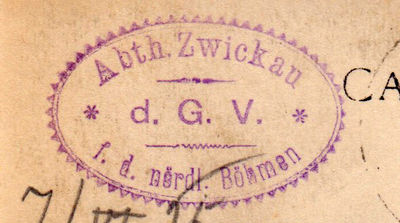 Abth. Zwickau
* d. G. V. *
f. d. nördl. Böhmen
CA